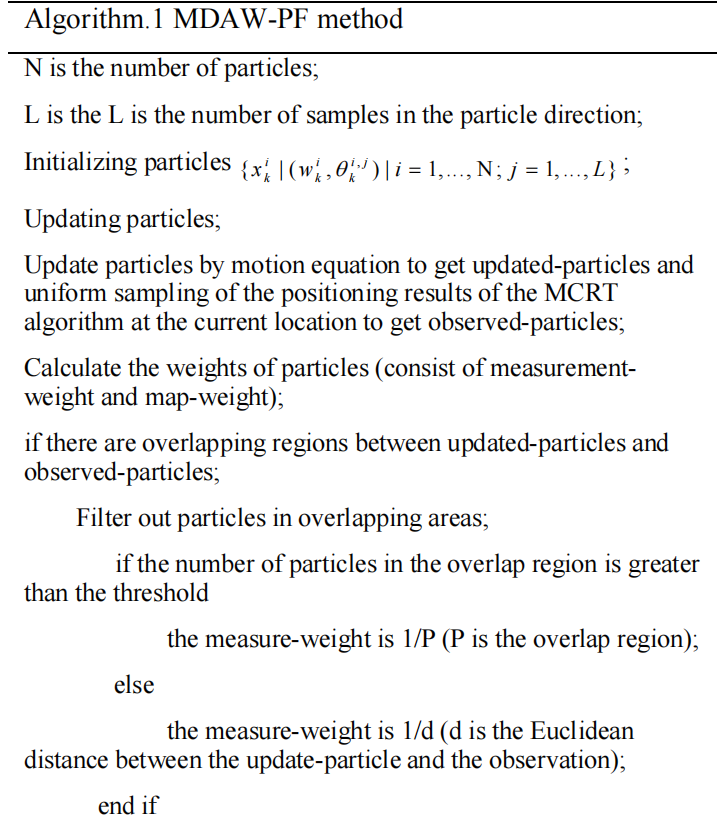 Algorithm.1 MDAW-PF method
N is the number of particles;
L is the L is the number of samples in the particle direction;
Initializing particles {x_k^i | (w_k^i, θ_k^{i,j}) | i = 1,..., N; j = 1,..., L} ;
Updating particles;
Update particles by motion equation to get updated-particles and
uniform sampling of the positioning results of the MCRT
algorithm at the current location to get observed-particles;
Calculate the weights of particles (consist of measurement-
weight and map-weight);
if there are overlapping regions between updated-particles and
observed-particles;
Filter out particles in overlapping areas;
if the number of particles in the overlap region is greater
than the threshold
the measure-weight is 1/P (P is the overlap region);
else
the measure-weight is 1/d (d is the Euclidean
distance between the update-particle and the observation);
end if